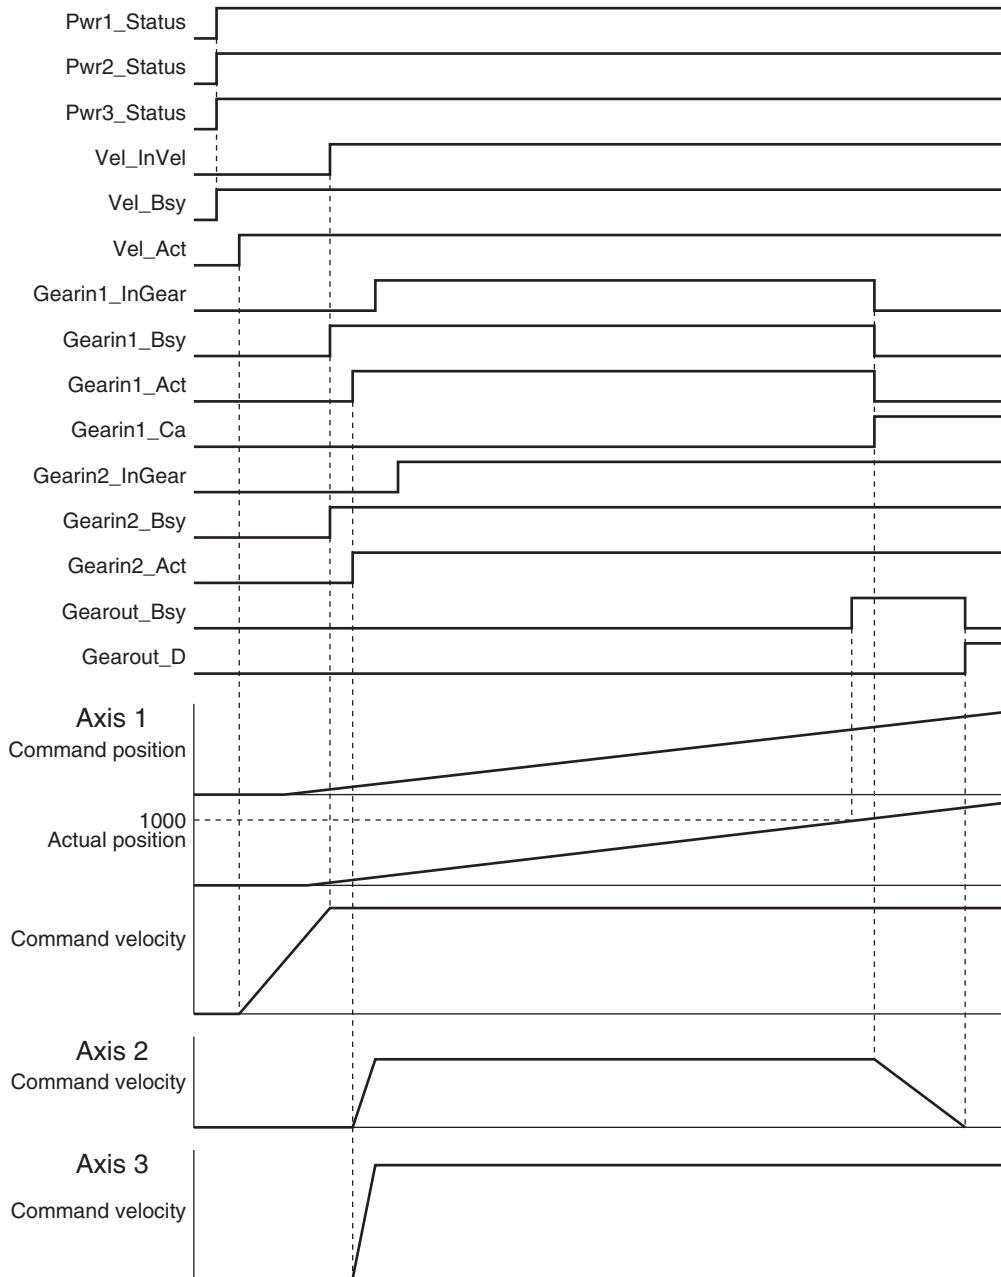 Pwr1_Status
Pwr2_Status
Pwr3_Status
Vel_InVel
Vel_Bsy
Vel_Act
Gearin1_InGear
Gearin1_Bsy
Gearin1_Act
Gearin1_Ca
Gearin2_InGear
Gearin2_Bsy
Gearin2_Act
Gearout_Bsy
Gearout_D
Axis 1
Command position
1000
Actual position
Command velocity
Axis 2
Command velocity
Axis 3
Command velocity